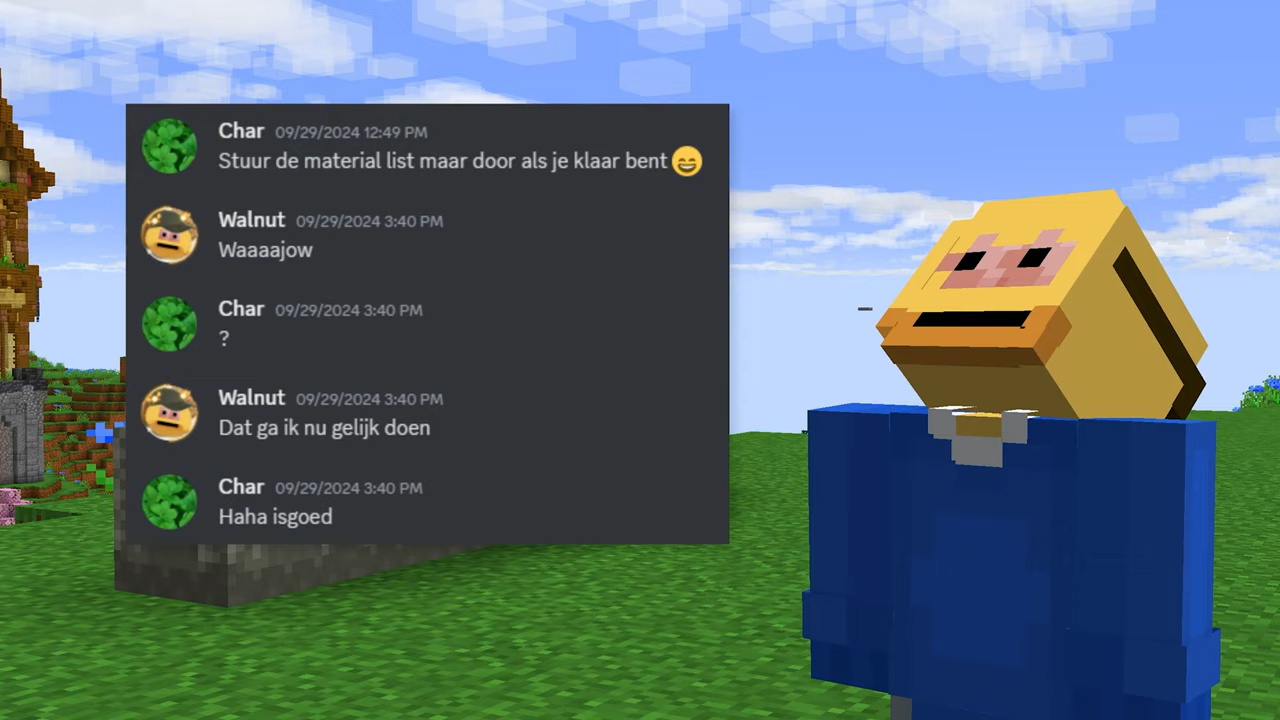 Char 09/29/2024 12:49 PM
Stuur de material list maar door als je klaar bent 😄
Walnut 09/29/2024 3:40 PM
Waaaajow
Char 09/29/2024 3:40 PM
?
Walnut 09/29/2024 3:40 PM
Dat ga ik nu gelijk doen
Char 09/29/2024 3:40 PM
Haha isgoed